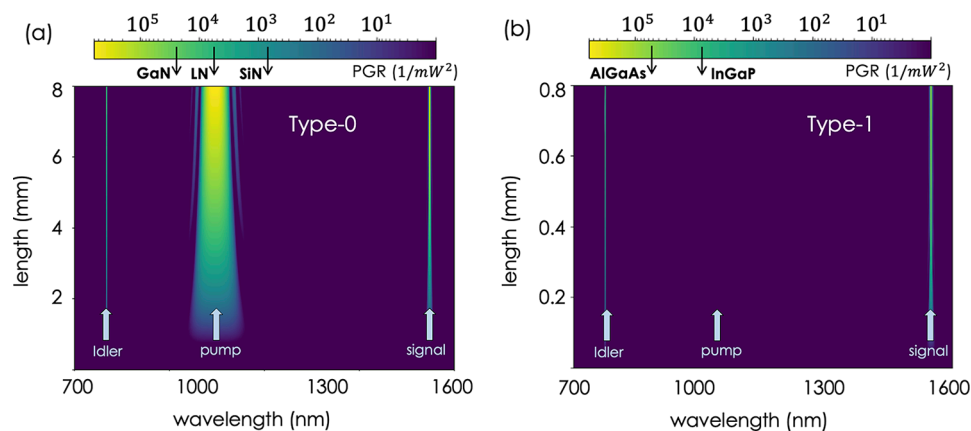 (a)
10⁵ 10⁴ 10³ 10² 10¹
GaN LN SiN PGR (1/mW²)
Type-0
8
6
4
2
length (mm)
Idler pump signal
700 1000 1300 1600
wavelength (nm)
(b)
10⁵ 10⁴ 10³ 10² 10¹
AlGaAs InGaP PGR (1/mW²)
Type-1
0.8
0.6
0.4
0.2
length (mm)
Idler pump signal
700 1000 1300 1600
wavelength (nm)